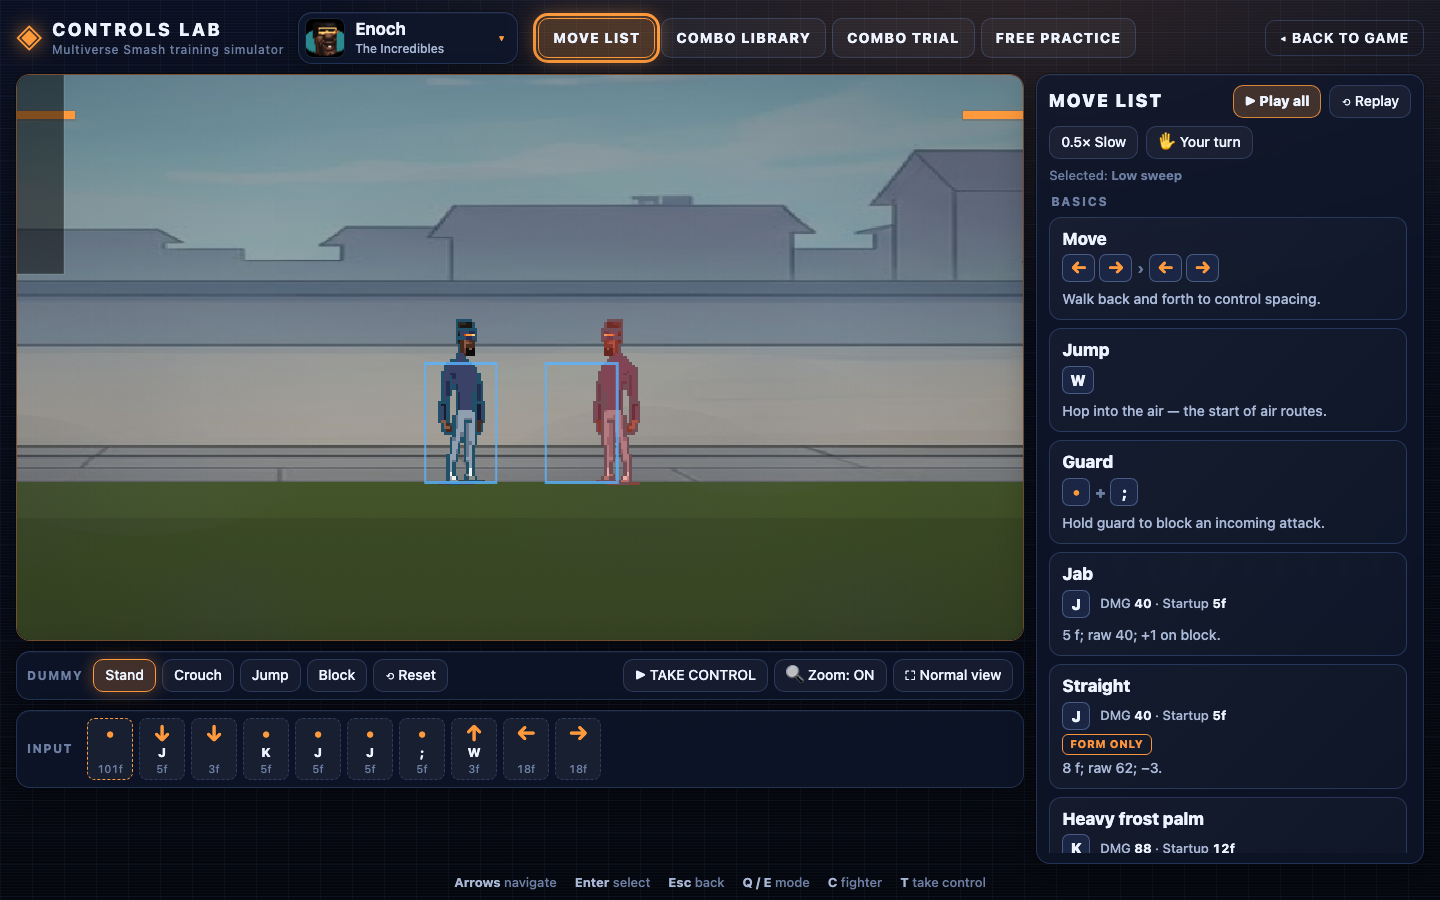 CONTROLS LAB
Multiverse Smash training simulator
Enoch
The Incredibles
MOVE LIST
COMBO LIBRARY
COMBO TRIAL
FREE PRACTICE
BACK TO GAME
MOVE LIST
Play all
Replay
0.5× Slow
Your turn
Selected: Low sweep
BASICS
Move
← → › ← →
Walk back and forth to control spacing.
Jump
W
Hop into the air — the start of air routes.
Guard
• + ;
Hold guard to block an incoming attack.
Jab
J DMG 40 · Startup 5f
5 f; raw 40; +1 on block.
Straight
J DMG 40 · Startup 5f
FORM ONLY
8 f; raw 62; −3.
Heavy frost palm
K DMG 88 · Startup 12f
DUMMY
Stand
Crouch
Jump
Block
Reset
TAKE CONTROL
Zoom: ON
Normal view
INPUT
• 101f
↓ J 5f
↓ 3f
• K 5f
• J 5f
• J 5f
• ; 5f
↑ W 3f
← 18f
→ 18f
Arrows navigate Enter select Esc back Q / E mode C fighter T take control